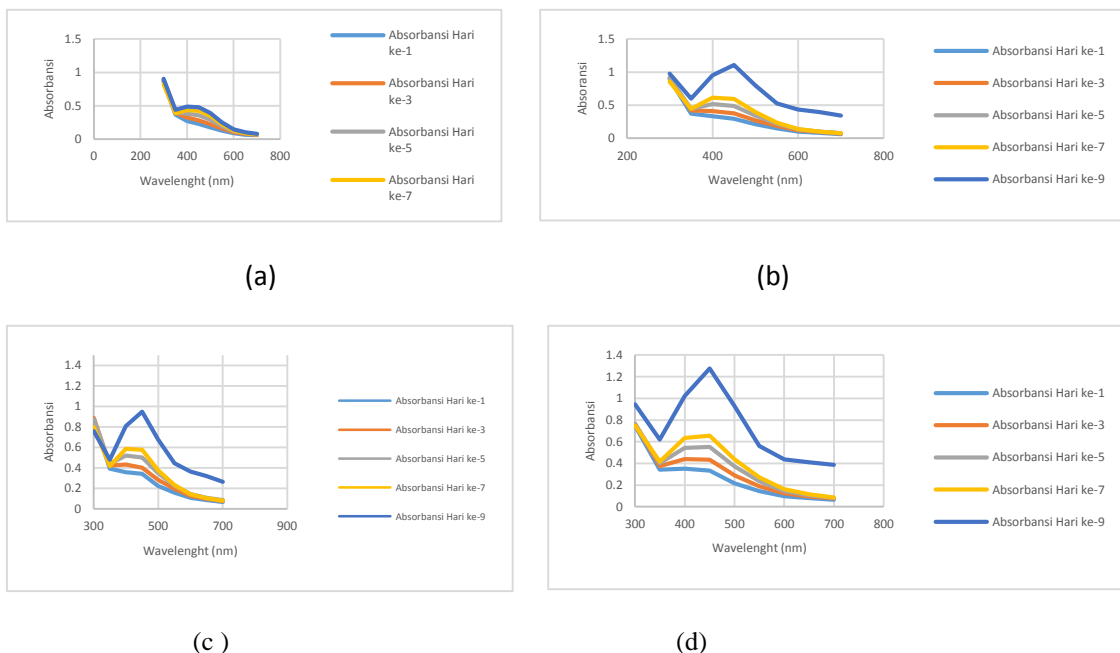 Absorbansi
1.5
1
0.5
0
0 200 400 600 800
Wavelenght (nm)
Absorbansi Hari
ke-1
Absorbansi Hari
ke-3
Absorbansi Hari
ke-5
Absorbansi Hari
ke-7
(a)
Absoransi
1.5
1
0.5
0
200 400 600 800
Wavelenght (nm)
Absorbansi Hari ke-1
Absorbansi Hari ke-3
Absorbansi Hari ke-5
Absorbansi Hari ke-7
Absorbansi Hari ke-9
(b)
Absorbansi
1.4
1.2
1
0.8
0.6
0.4
0.2
0
300 500 700 900
Wavelenght (nm)
Absorbansi Hari ke-1
Absorbansi Hari ke-3
Absorbansi Hari ke-5
Absorbansi Hari ke-7
Absorbansi Hari ke-9
(c )
Absorbansi
1.4
1.2
1
0.8
0.6
0.4
0.2
0
300 400 500 600 700 800
Wavelenght (nm)
Absorbansi Hari ke-1
Absorbansi Hari ke-3
Absorbansi Hari ke-5
Absorbansi Hari ke-7
Absorbansi Hari ke-9
(d)